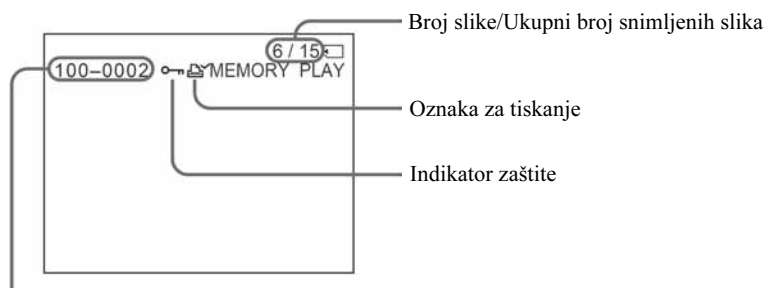 Broj slike/Ukupni broj snimljenih slika
6 / 15
100–0002 MEMORY PLAY
Oznaka za tiskanje
Indikator zaštite